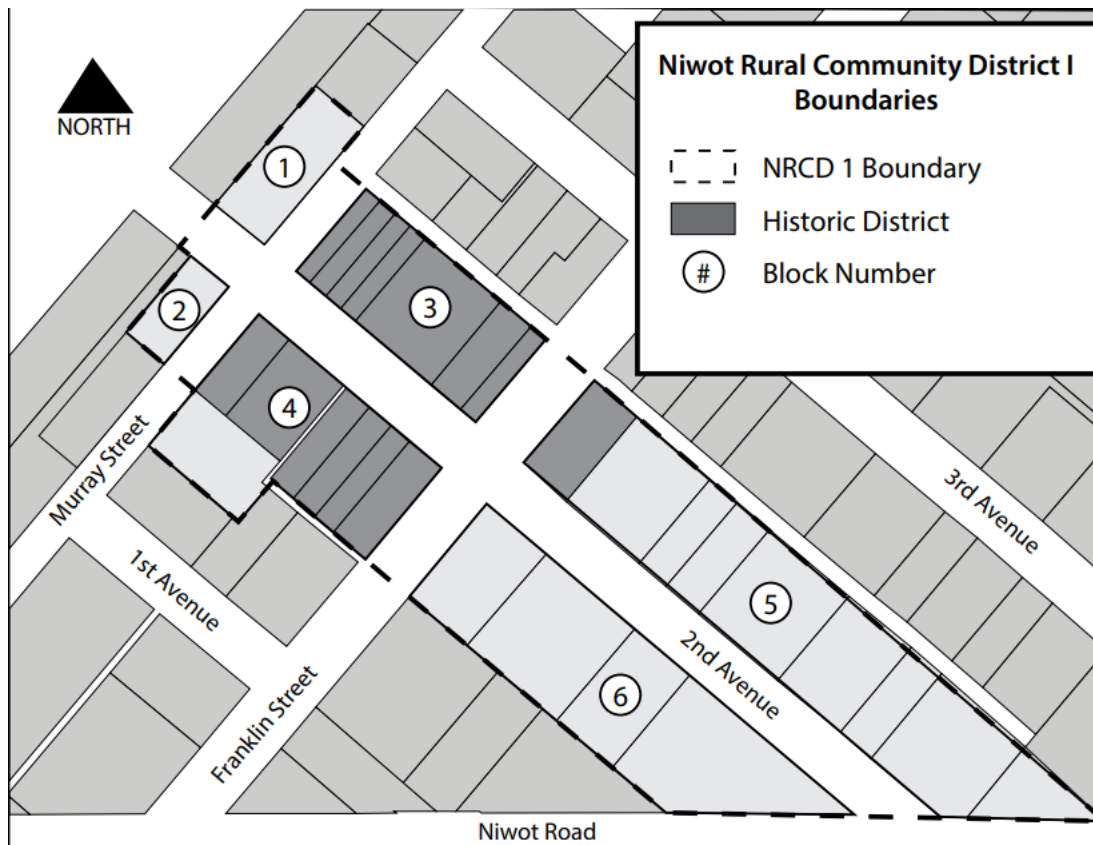 Niwot Rural Community District I
Boundaries
NRCD 1 Boundary
Historic District
# Block Number
NORTH
1
2
3
4
5
6
Murray Street
1st Avenue
Franklin Street
2nd Avenue
3rd Avenue
Niwot Road